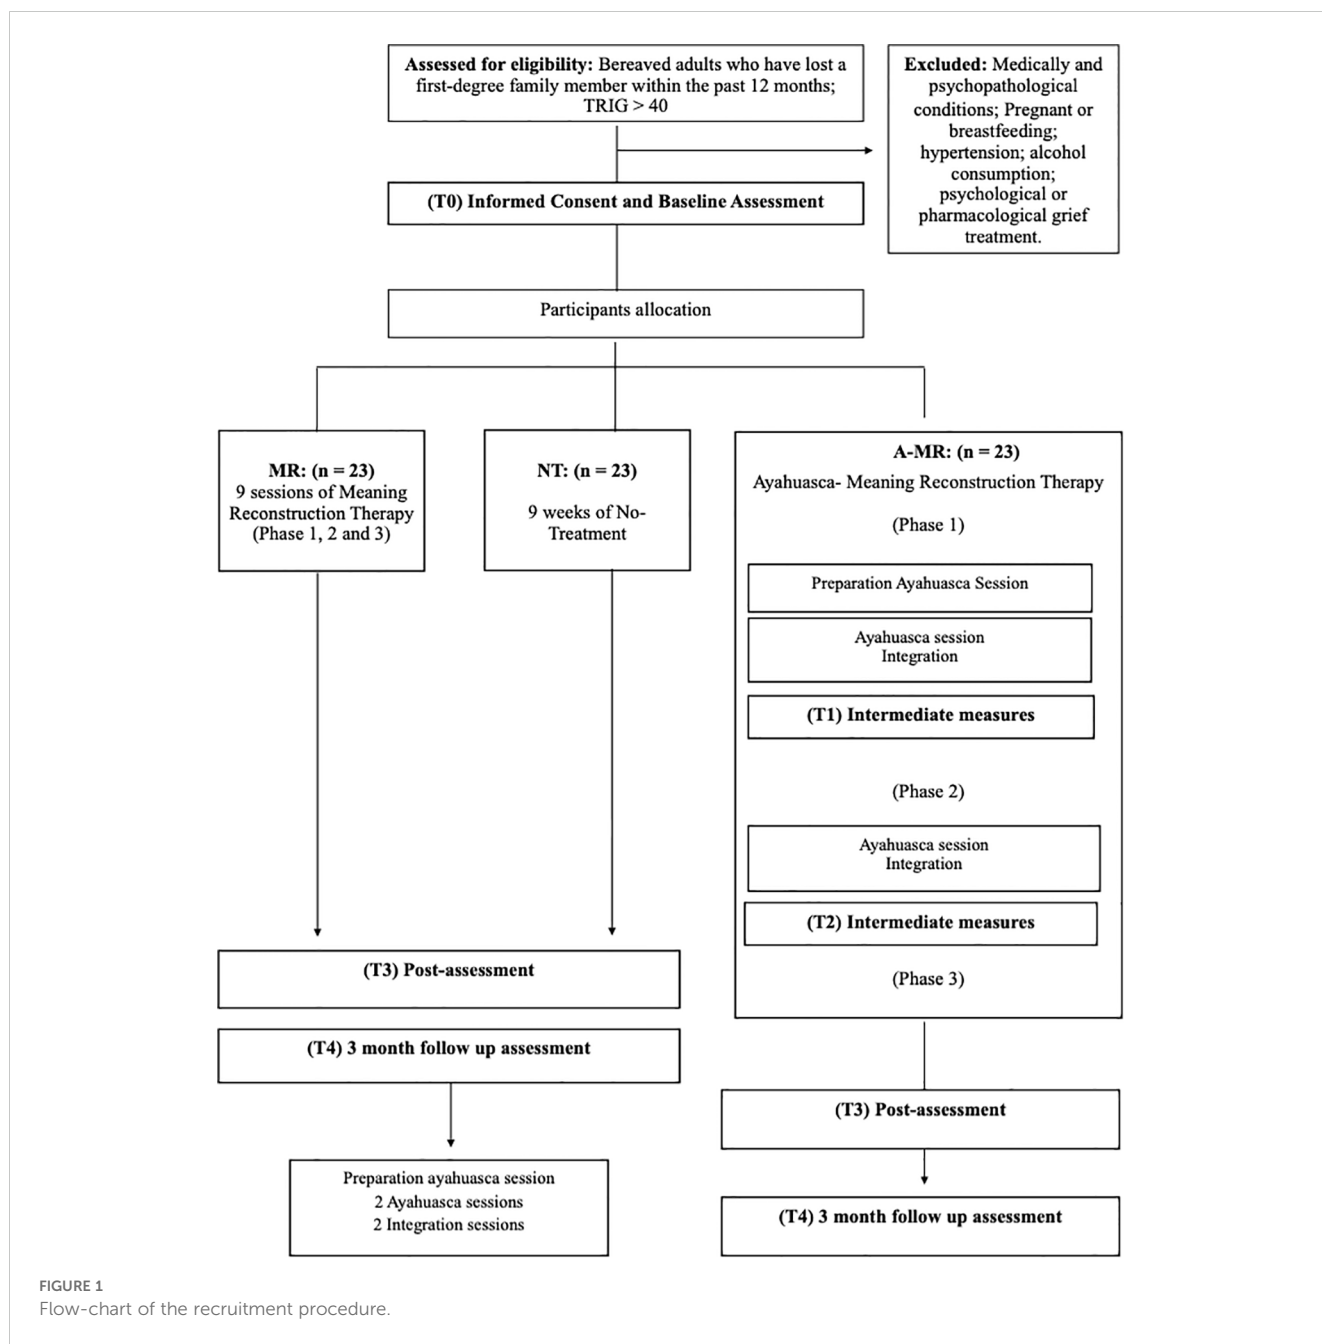 Assessed for eligibility: Bereaved adults who have lost a
first-degree family member within the past 12 months;
TRIG > 40
Excluded: Medically and
psychopathological
conditions; Pregnant or
breastfeeding;
hypertension; alcohol
consumption;
psychological or
pharmacological grief
treatment.
(T0) Informed Consent and Baseline Assessment
Participants allocation
MR: (n = 23)
9 sessions of Meaning
Reconstruction Therapy
(Phase 1, 2 and 3)
NT: (n = 23)
9 weeks of No-
Treatment
A-MR: (n = 23)
Ayahuasca- Meaning Reconstruction Therapy
(Phase 1)
Preparation Ayahuasca Session
Ayahuasca session
Integration
(T1) Intermediate measures
(Phase 2)
Ayahuasca session
Integration
(T2) Intermediate measures
(Phase 3)
(T3) Post-assessment
(T4) 3 month follow up assessment
Preparation ayahuasca session
2 Ayahuasca sessions
2 Integration sessions
(T3) Post-assessment
(T4) 3 month follow up assessment
FIGURE 1
Flow-chart of the recruitment procedure.